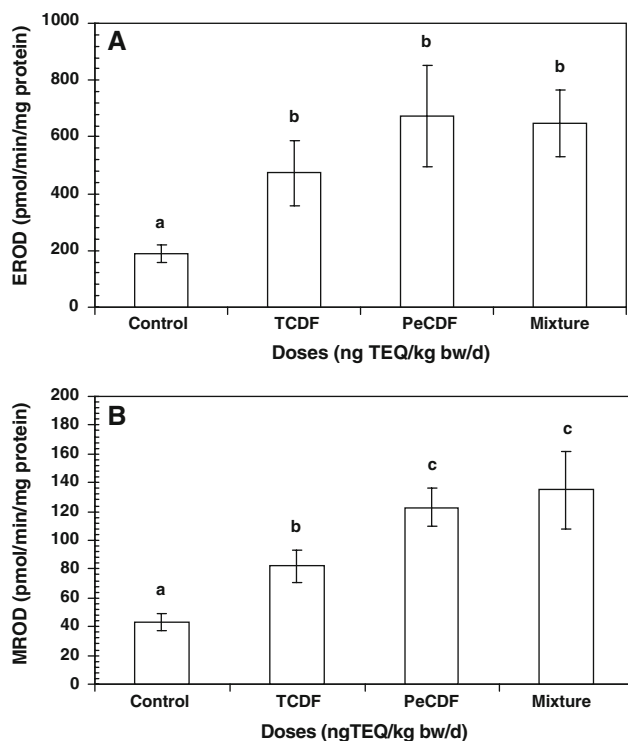 A
EROD (pmol/min/mg protein)
1000
800
600
400
200
0
a
b
b
b
Control TCDF PeCDF Mixture
Doses (ng TEQ/kg bw/d)
B
MROD (pmol/min/mg protein)
200
180
160
140
120
100
80
60
40
20
0
a
b
c
c
Control TCDF PeCDF Mixture
Doses (ngTEQ/kg bw/d)